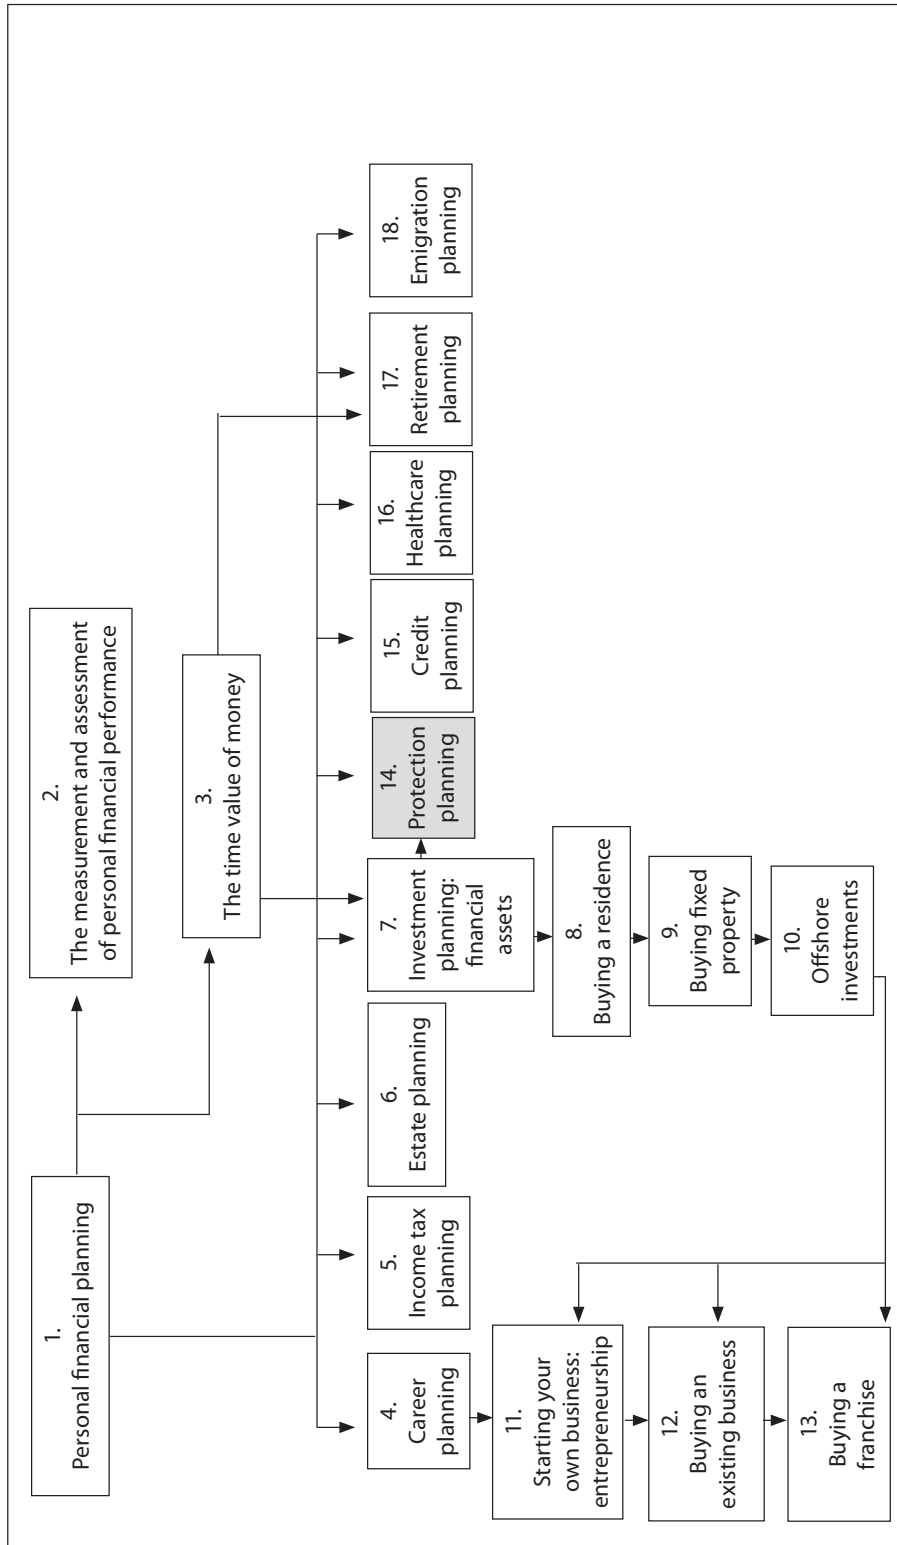 1.
Personal financial planning
2.
The measurement and assessment
of personal financial performance
3.
The time value of money
4.
Career
planning
5.
Income tax
planning
6.
Estate planning
7.
Investment
planning:
financial
assets
14.
Protection
planning
15.
Credit
planning
16.
Healthcare
planning
17.
Retirement
planning
18.
Emigration
planning
8.
Buying a residence
9.
Buying fixed
property
10.
Offshore
investments
11.
Starting your
own business:
entrepreneurship
12.
Buying an
existing business
13.
Buying a
franchise